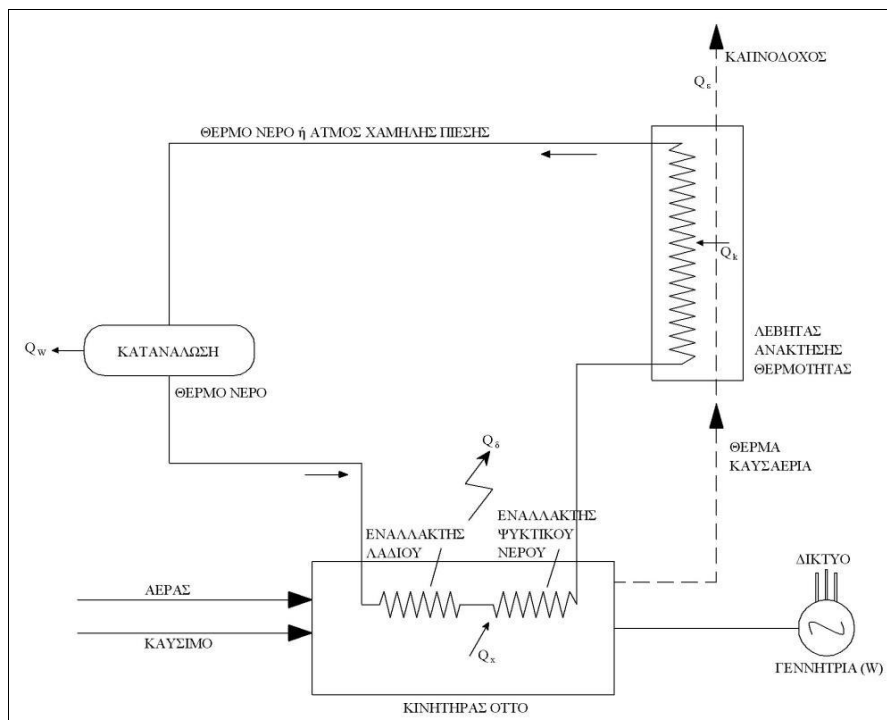 ΚΑΠΝΟΔΟΧΟΣ
Qε
ΘΕΡΜΟ ΝΕΡΟ ή ΑΤΜΟΣ ΧΑΜΗΛΗΣ ΠΙΕΣΗΣ
Qk
ΛΕΒΗΤΑΣ
ΑΝΑΚΤΗΣΗΣ
ΘΕΡΜΟΤΗΤΑΣ
QW
ΚΑΤΑΝΑΛΩΣΗ
ΘΕΡΜΟ ΝΕΡΟ
Qδ
ΘΕΡΜΑ
ΚΑΥΣΑΕΡΙΑ
ΕΝΑΛΛΑΚΤΗΣ
ΛΑΔΙΟΥ
ΕΝΑΛΛΑΚΤΗΣ
ΨΥΚΤΙΚΟΥ
ΝΕΡΟΥ
ΔΙΚΤΥΟ
ΑΕΡΑΣ
ΚΑΥΣΙΜΟ
Qx
ΓΕΝΝΗΤΡΙΑ (W)
ΚΙΝΗΤΗΡΑΣ ΟΤΤΟ